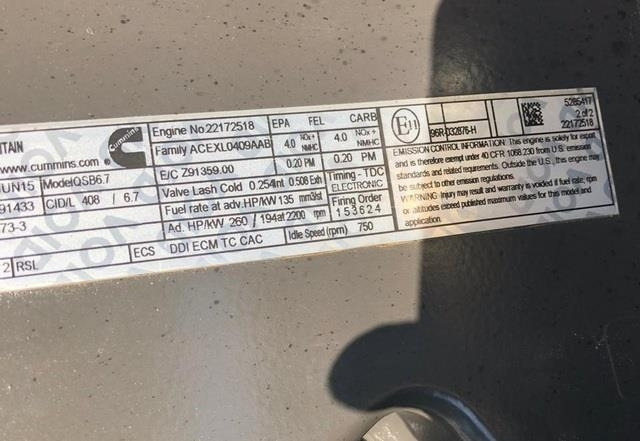 ITAIN
www.cummins.com
UN15 ModelQSB6.7
91433 CID/L 408 / 6.7
73-3
2 RSL
cummins
Engine No.22172518
Family ACEXL0409AAB
E/C Z91359.00
Valve Lash Cold 0.254Int 0.508 Exh
Fuel rate at adv.HP/kW 135 mm3/stroke
Ad. HP/kW 260 / 194 at 2200 rpm
ECS DDI ECM TC CAC
Idle Speed (rpm) 750
EPA FEL CARB
4.0 NOx+ NMHC 4.0 NOx+ NMHC
0.20 PM 0.20 PM
Timing - TDC
ELECTRONIC
Firing Order
153624
E11
96R-032876-H
5285417
2 of 2
22172518
EMISSION CONTROL INFORMATION: This engine is solely for export
and is therefore exempt under 40 CFR 1068.230 from U.S. emission
standards and related requirements. Outside the U.S., this engine may
be subject to other emission regulations.
WARNING: Injury may result and warranty is voided if fuel rate, rpm
or altitudes exceed published maximum values for this model and
application.